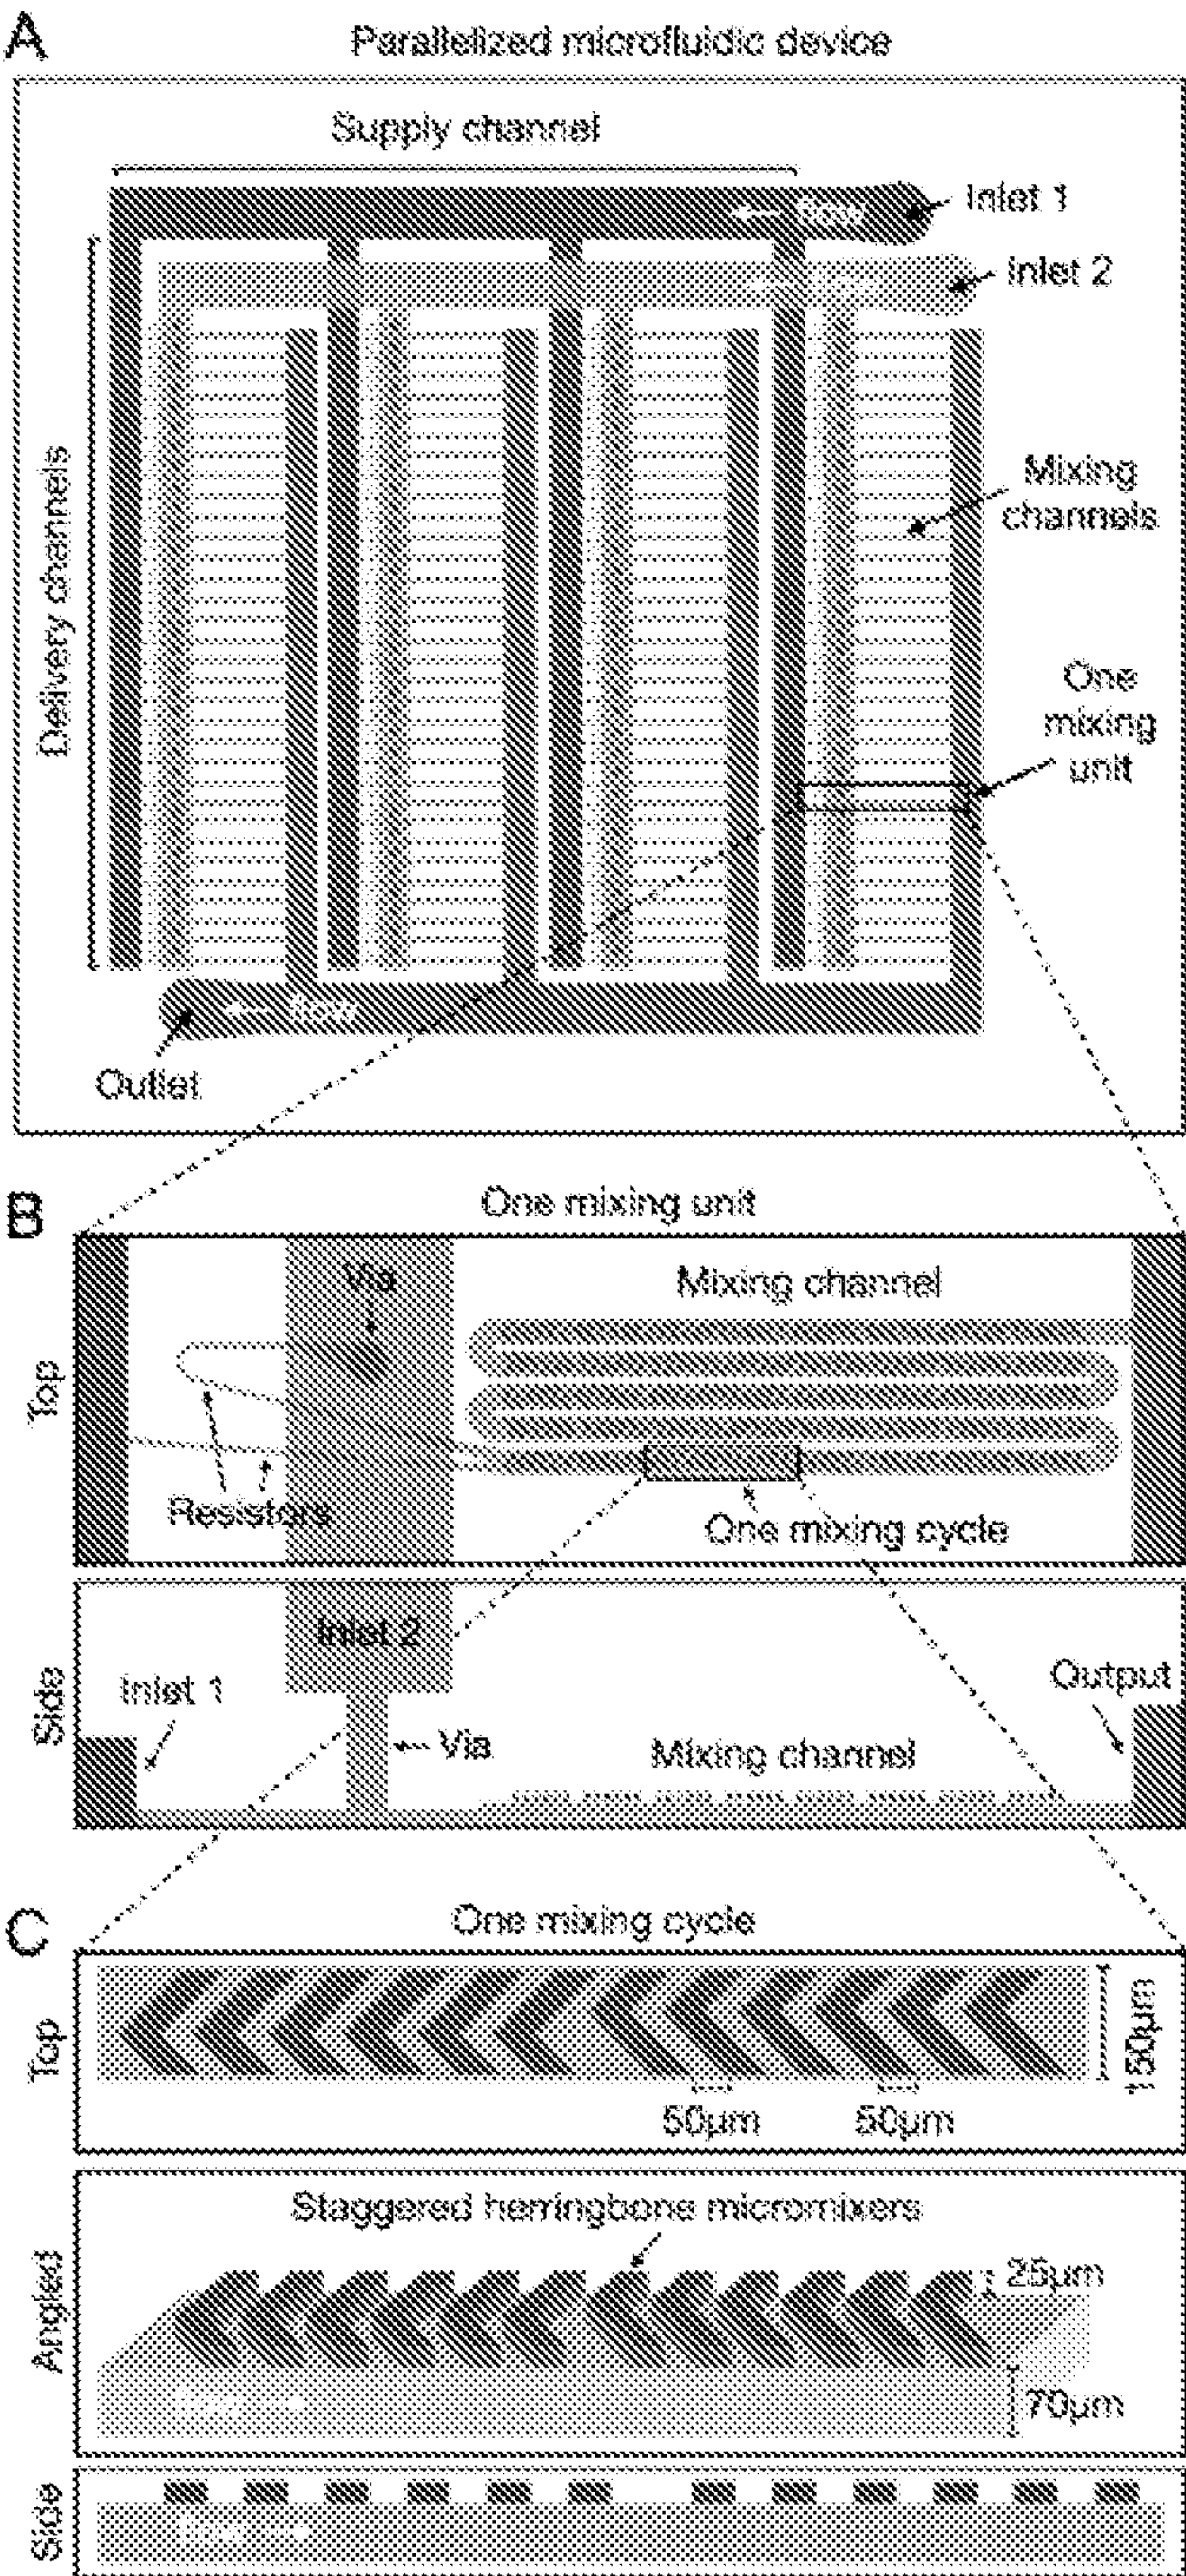 A
Parallelized microfluidic device
Supply channel
flow
Inlet 1
Inlet 2
Delivery channels
Mixing
channels
One
mixing
unit
flow
Outlet
B
One mixing unit
Top
Via
Mixing channel
Resistors
One mixing cycle
Side
Inlet 2
Inlet 1
Via
Mixing channel
Output
C
One mixing cycle
Top
150μm
50μm
50μm
Angled
Staggered herringbone micromixers
25μm
70μm
flow
Side
flow